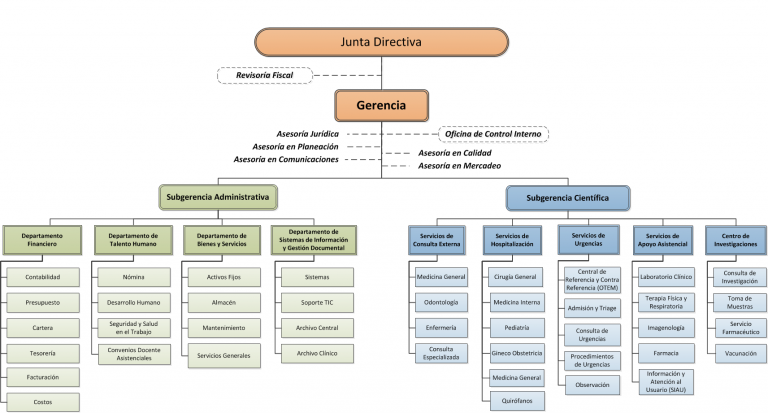 Junta Directiva
Revisoría Fiscal
Gerencia
Asesoría Jurídica
Oficina de Control Interno
Asesoría en Planeación
Asesoría en Calidad
Asesoría en Comunicaciones
Asesoría en Mercadeo
Subgerencia Administrativa
Subgerencia Científica
Departamento
Financiero
Contabilidad
Presupuesto
Cartera
Tesorería
Facturación
Costos
Departamento de
Talento Humano
Nómina
Desarrollo Humano
Seguridad y Salud
en el Trabajo
Convenios Docente
Asistenciales
Departamento de
Bienes y Servicios
Activos Fijos
Almacén
Mantenimiento
Servicios Generales
Departamento de
Sistemas de Información
y Gestión Documental
Sistemas
Soporte TIC
Archivo Central
Archivo Clínico
Servicios de
Consulta Externa
Medicina General
Odontología
Enfermería
Consulta
Especializada
Servicios de
Hospitalización
Cirugía General
Medicina Interna
Pediatría
Gineco Obstetricia
Medicina General
Quirófanos
Servicios de
Urgencias
Central de
Referencia y Contra
Referencia (OTEM)
Admisión y Triage
Consulta de
Urgencias
Procedimientos
de Urgencias
Observación
Servicios de
Apoyo Asistencial
Laboratorio Clínico
Terapia Física y
Respiratoria
Imagenología
Farmacia
Información y
Atención al
Usuario (SIAU)
Centro de
Investigaciones
Consulta de
Investigación
Toma de
Muestras
Servicio
Farmacéutico
Vacunación